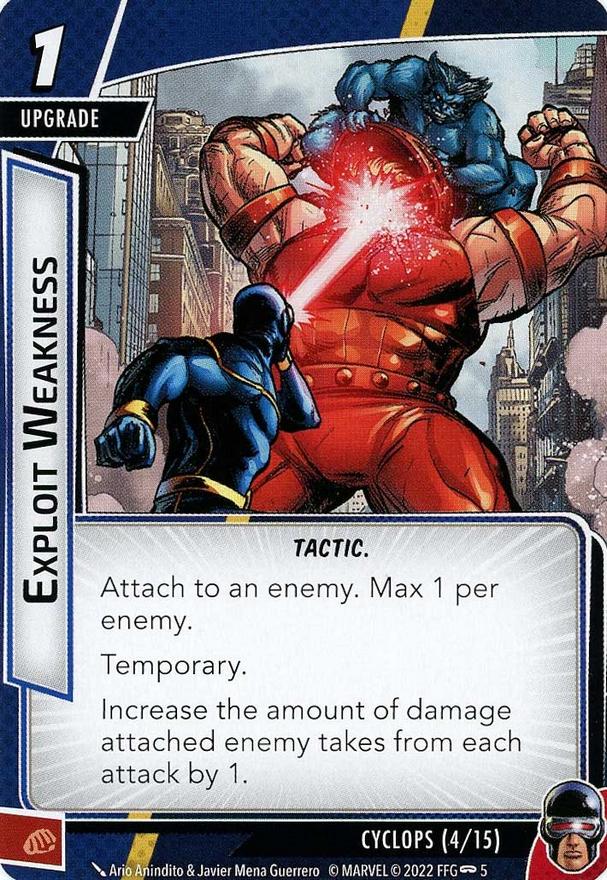 1
UPGRADE
EXPLOIT WEAKNESS
TACTIC.
Attach to an enemy. Max 1 per
enemy.
Temporary.
Increase the amount of damage
attached enemy takes from each
attack by 1.
CYCLOPS (4/15)
Ario Anindito & Javier Mena Guerrero © MARVEL © 2022 FFG 5